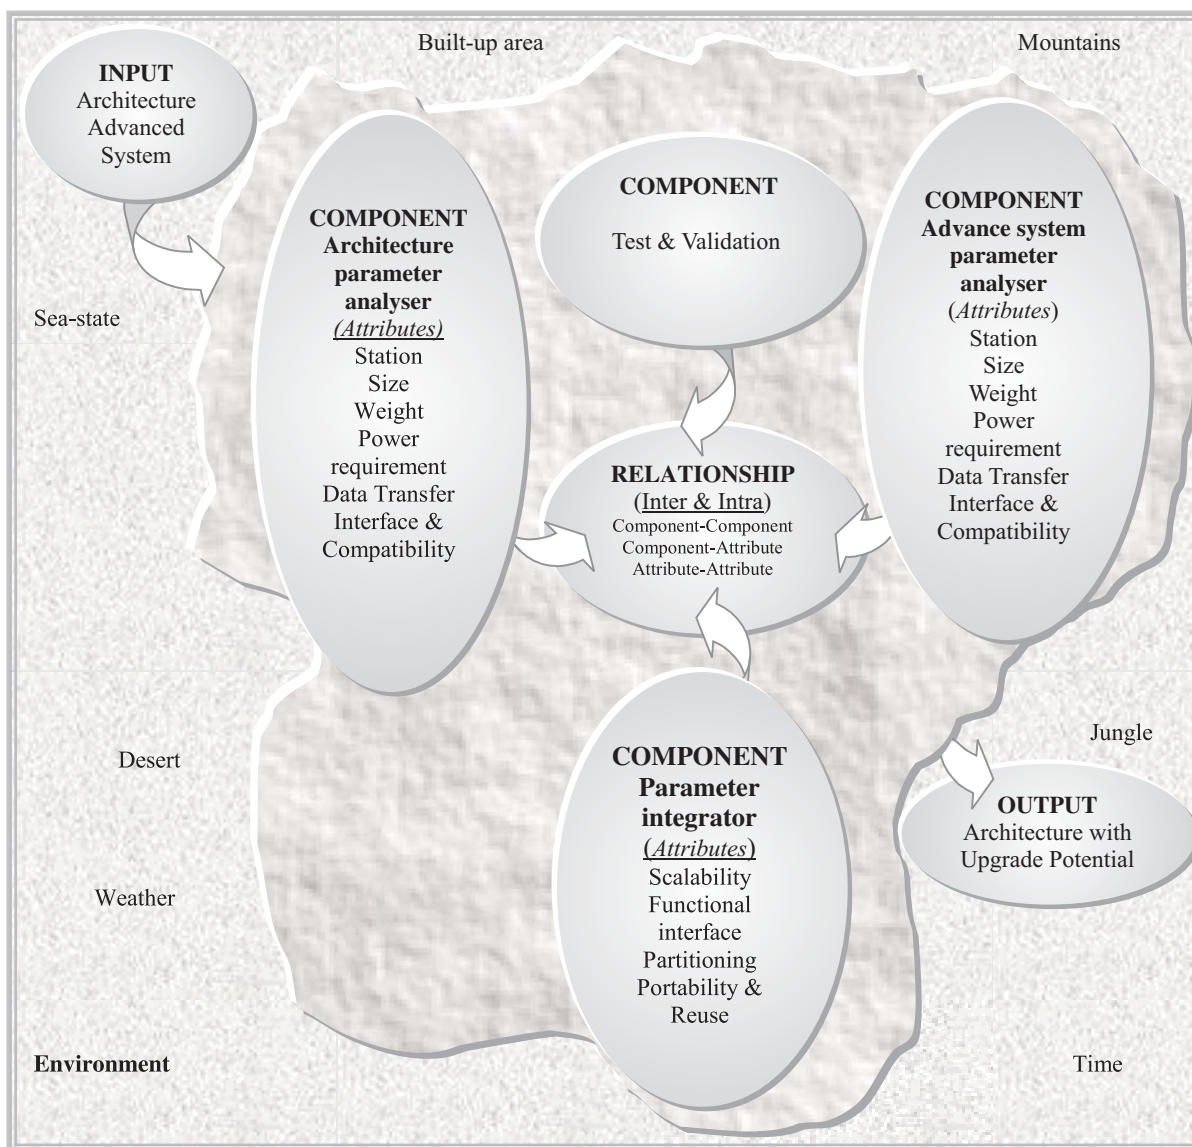 Built-up area
Mountains
INPUT
Architecture
Advanced
System
COMPONENT
Architecture
parameter
analyser
(Attributes)
Station
Size
Weight
Power
requirement
Data Transfer
Interface &
Compatibility
COMPONENT
Test & Validation
COMPONENT
Advance system
parameter
analyser
(Attributes)
Station
Size
Weight
Power
requirement
Data Transfer
Interface &
Compatibility
Sea-state
RELATIONSHIP
(Inter & Intra)
Component-Component
Component-Attribute
Attribute-Attribute
COMPONENT
Parameter
integrator
(Attributes)
Scalability
Functional
interface
Partitioning
Portability &
Reuse
Desert
Jungle
OUTPUT
Architecture with
Upgrade Potential
Weather
Environment
Time